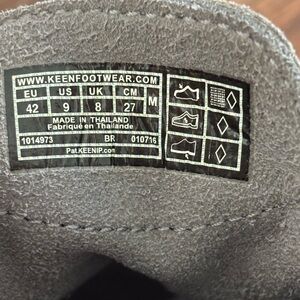 WWW.KEENFOOTWEAR.COM
EU US UK CM M
42 9 8 27
MADE IN THAILAND
Fabriqué en Thaïlande
1014973 BR 010716
Pat.KEENIP.com